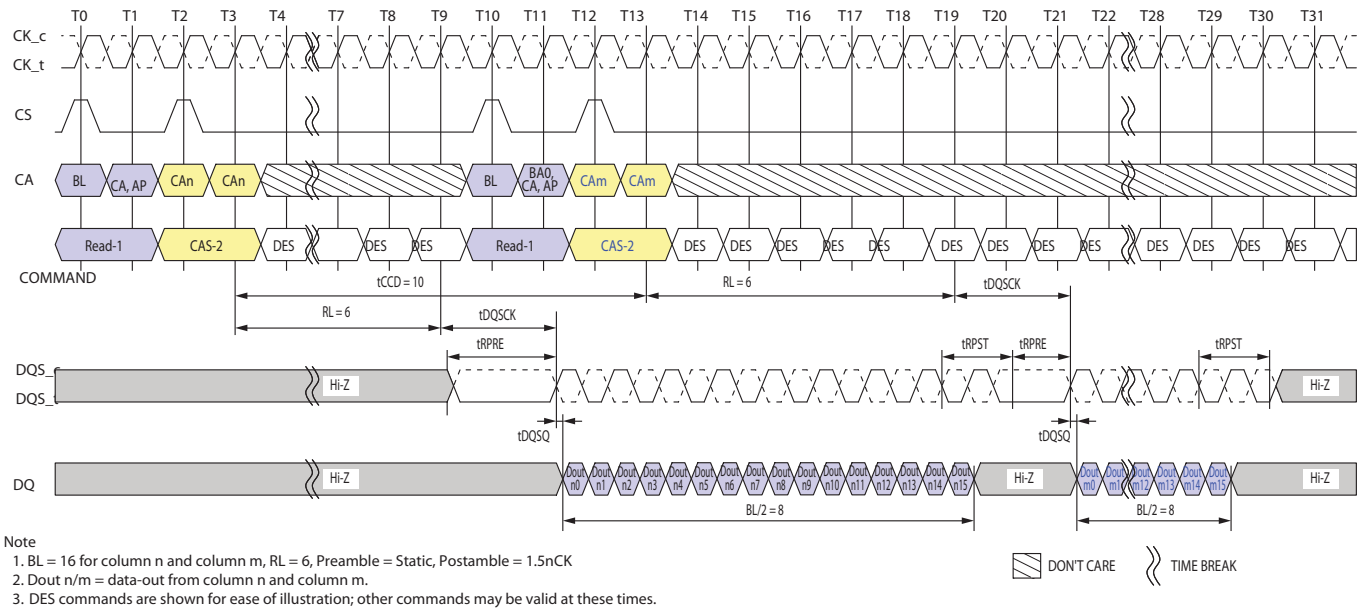 T0 T1 T2 T3 T4 T7 T8 T9 T10 T11 T12 T13 T14 T15 T16 T17 T18 T19 T20 T21 T22 T28 T29 T30 T31
CK_c
CK_t
CS
CA BL CA, AP CAn CAn BL BA0, CA, AP CAm CAm
Read-1 CAS-2 DES DES DES DES Read-1 CAS-2 DES DES DES DES DES DES DES DES DES DES DES DES DES
COMMAND
tCCD = 10 RL = 6 tDQSCK
RL = 6 tDQSCK
tRPRE tRPST tRPRE tRPST
DQS_c Hi-Z Hi-Z
DQS_t
tDQSQ tDQSQ
DQ Hi-Z Dout n0 Dout n1 Dout n2 Dout n3 Dout n4 Dout n5 Dout n6 Dout n7 Dout n8 Dout n9 Dout n10 Dout n11 Dout n12 Dout n13 Dout n14 Dout n15 Hi-Z Dout m0 Dout m1 Dout m12 Dout m13 Dout m14 Dout m15 Hi-Z
BL/2 = 8 BL/2 = 8
Note
1. BL = 16 for column n and column m, RL = 6, Preamble = Static, Postamble = 1.5nCK
2. Dout n/m = data-out from column n and column m.
3. DES commands are shown for ease of illustration; other commands may be valid at these times.
DON'T CARE TIME BREAK